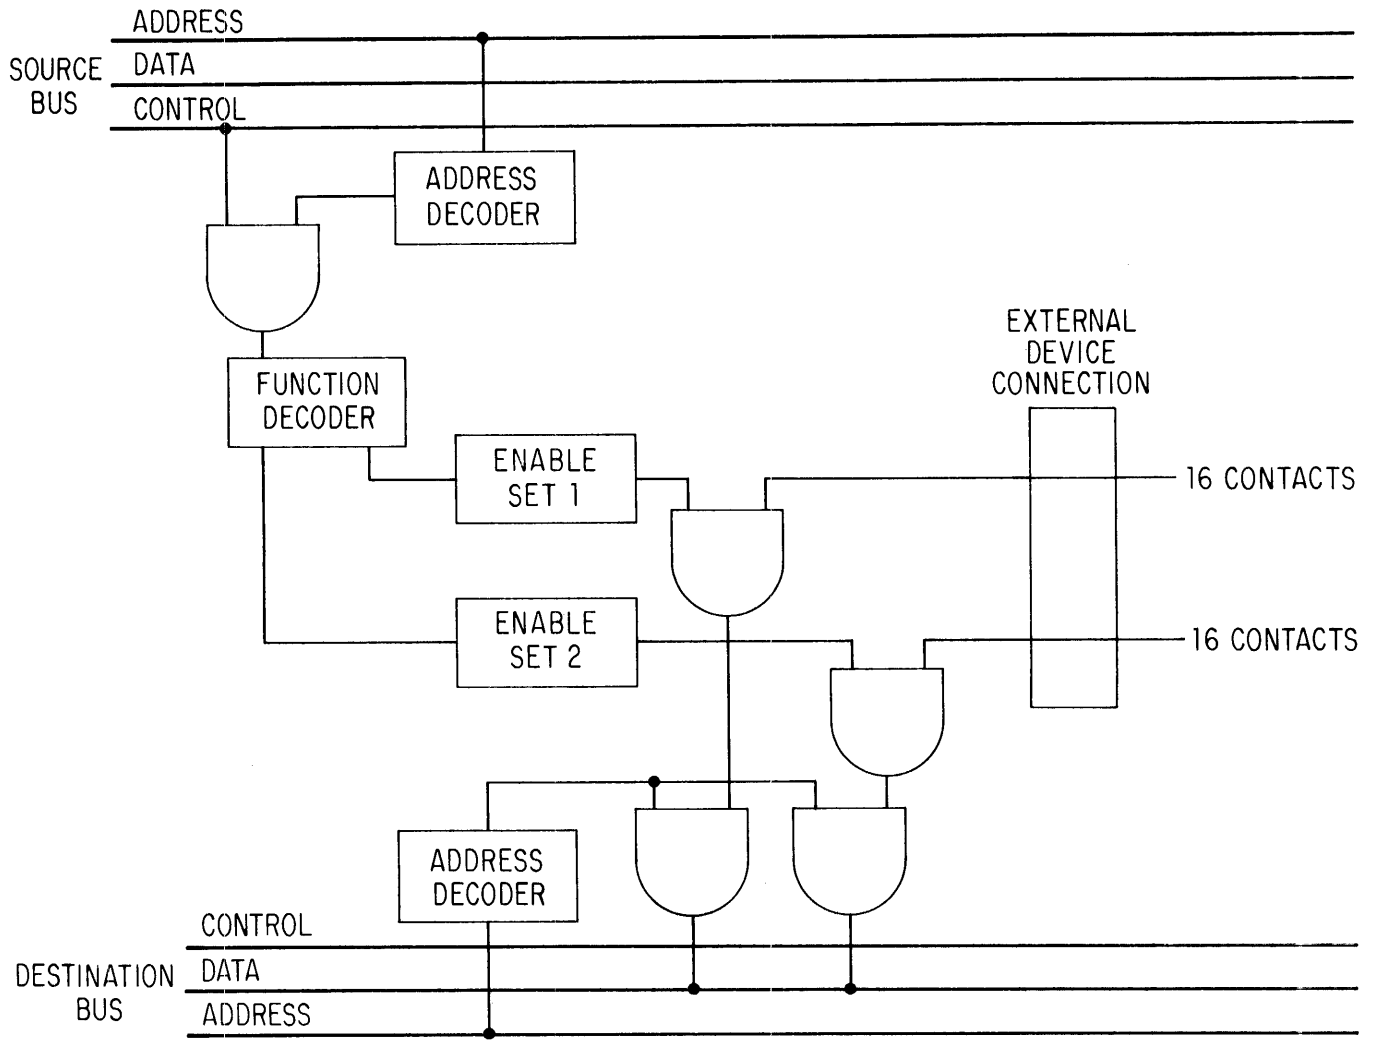 ADDRESS
SOURCE
BUS
DATA
CONTROL
ADDRESS
DECODER
EXTERNAL
DEVICE
CONNECTION
FUNCTION
DECODER
ENABLE
SET 1
16 CONTACTS
ENABLE
SET 2
16 CONTACTS
ADDRESS
DECODER
CONTROL
DESTINATION
BUS
DATA
ADDRESS